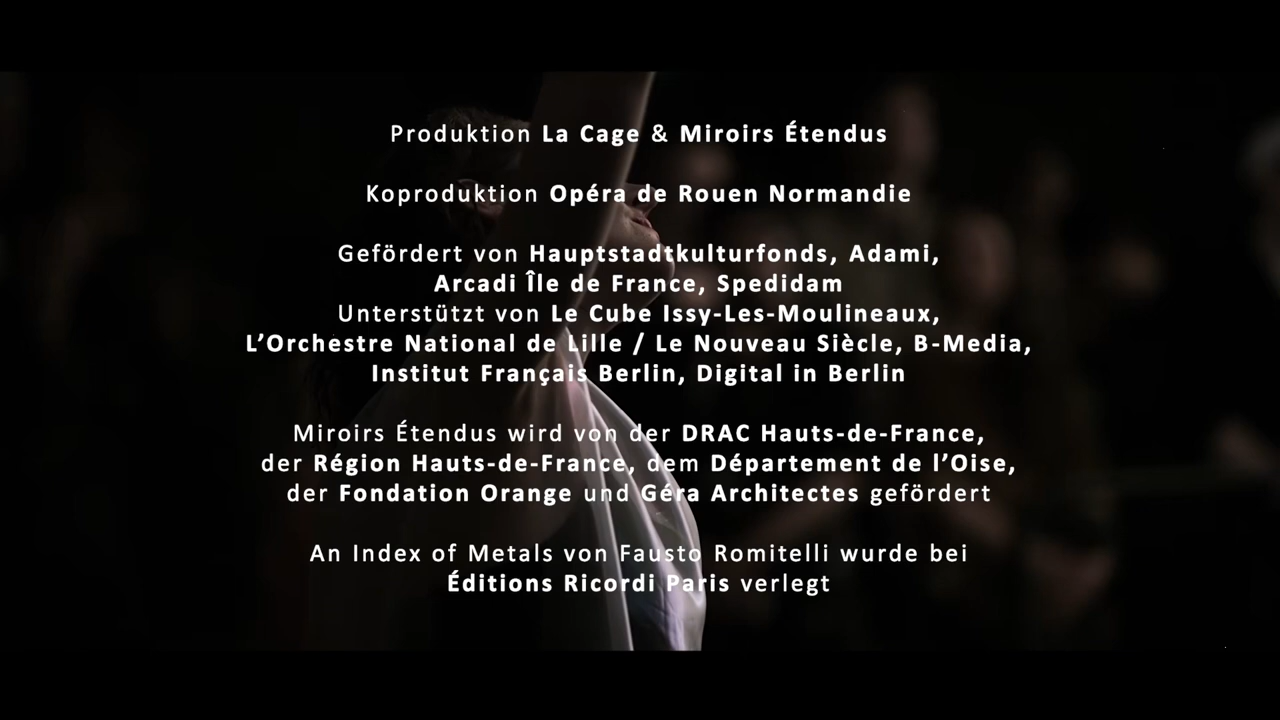 Produktion La Cage & Miroirs Étendus
Koproduktion Opéra de Rouen Normandie
Gefördert von Hauptstadtkulturfonds, Adami,
Arcadi Île de France, Spedidam
Unterstützt von Le Cube Issy-Les-Moulineaux,
L’Orchestre National de Lille / Le Nouveau Siècle, B-Media,
Institut Français Berlin, Digital in Berlin
Miroirs Étendus wird von der DRAC Hauts-de-France,
der Région Hauts-de-France, dem Département de l’Oise,
der Fondation Orange und Géra Architectes gefördert
An Index of Metals von Fausto Romitelli wurde bei
Éditions Ricordi Paris verlegt